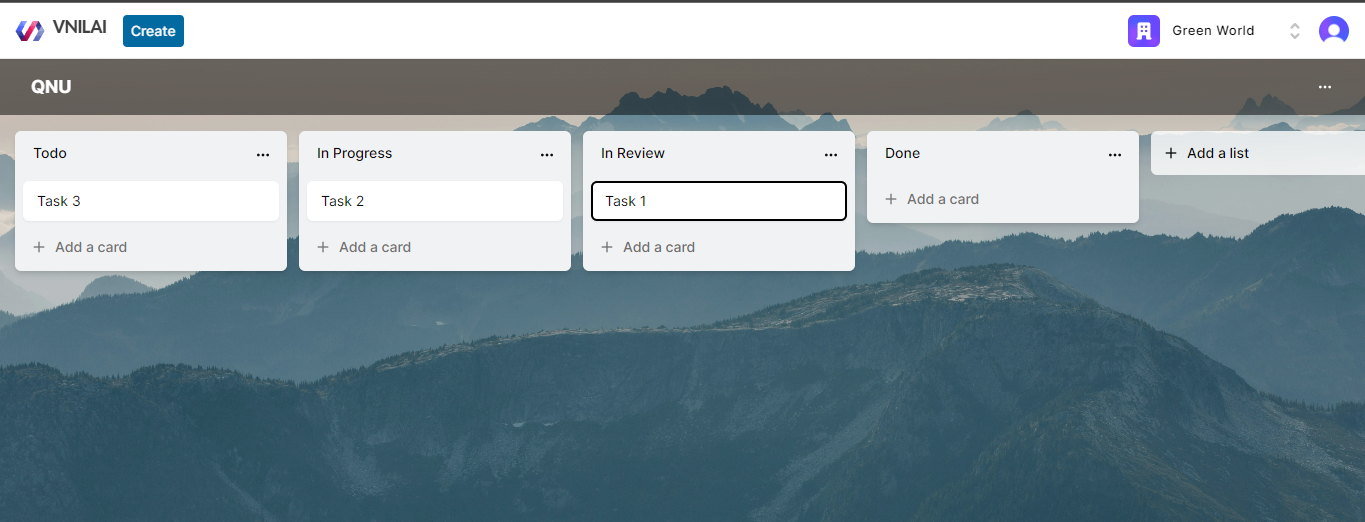 VNILAI
Create
Green World
QNU
Todo
In Progress
In Review
Done
Add a list
Task 3
Task 2
Task 1
Add a card
Add a card
Add a card
Add a card